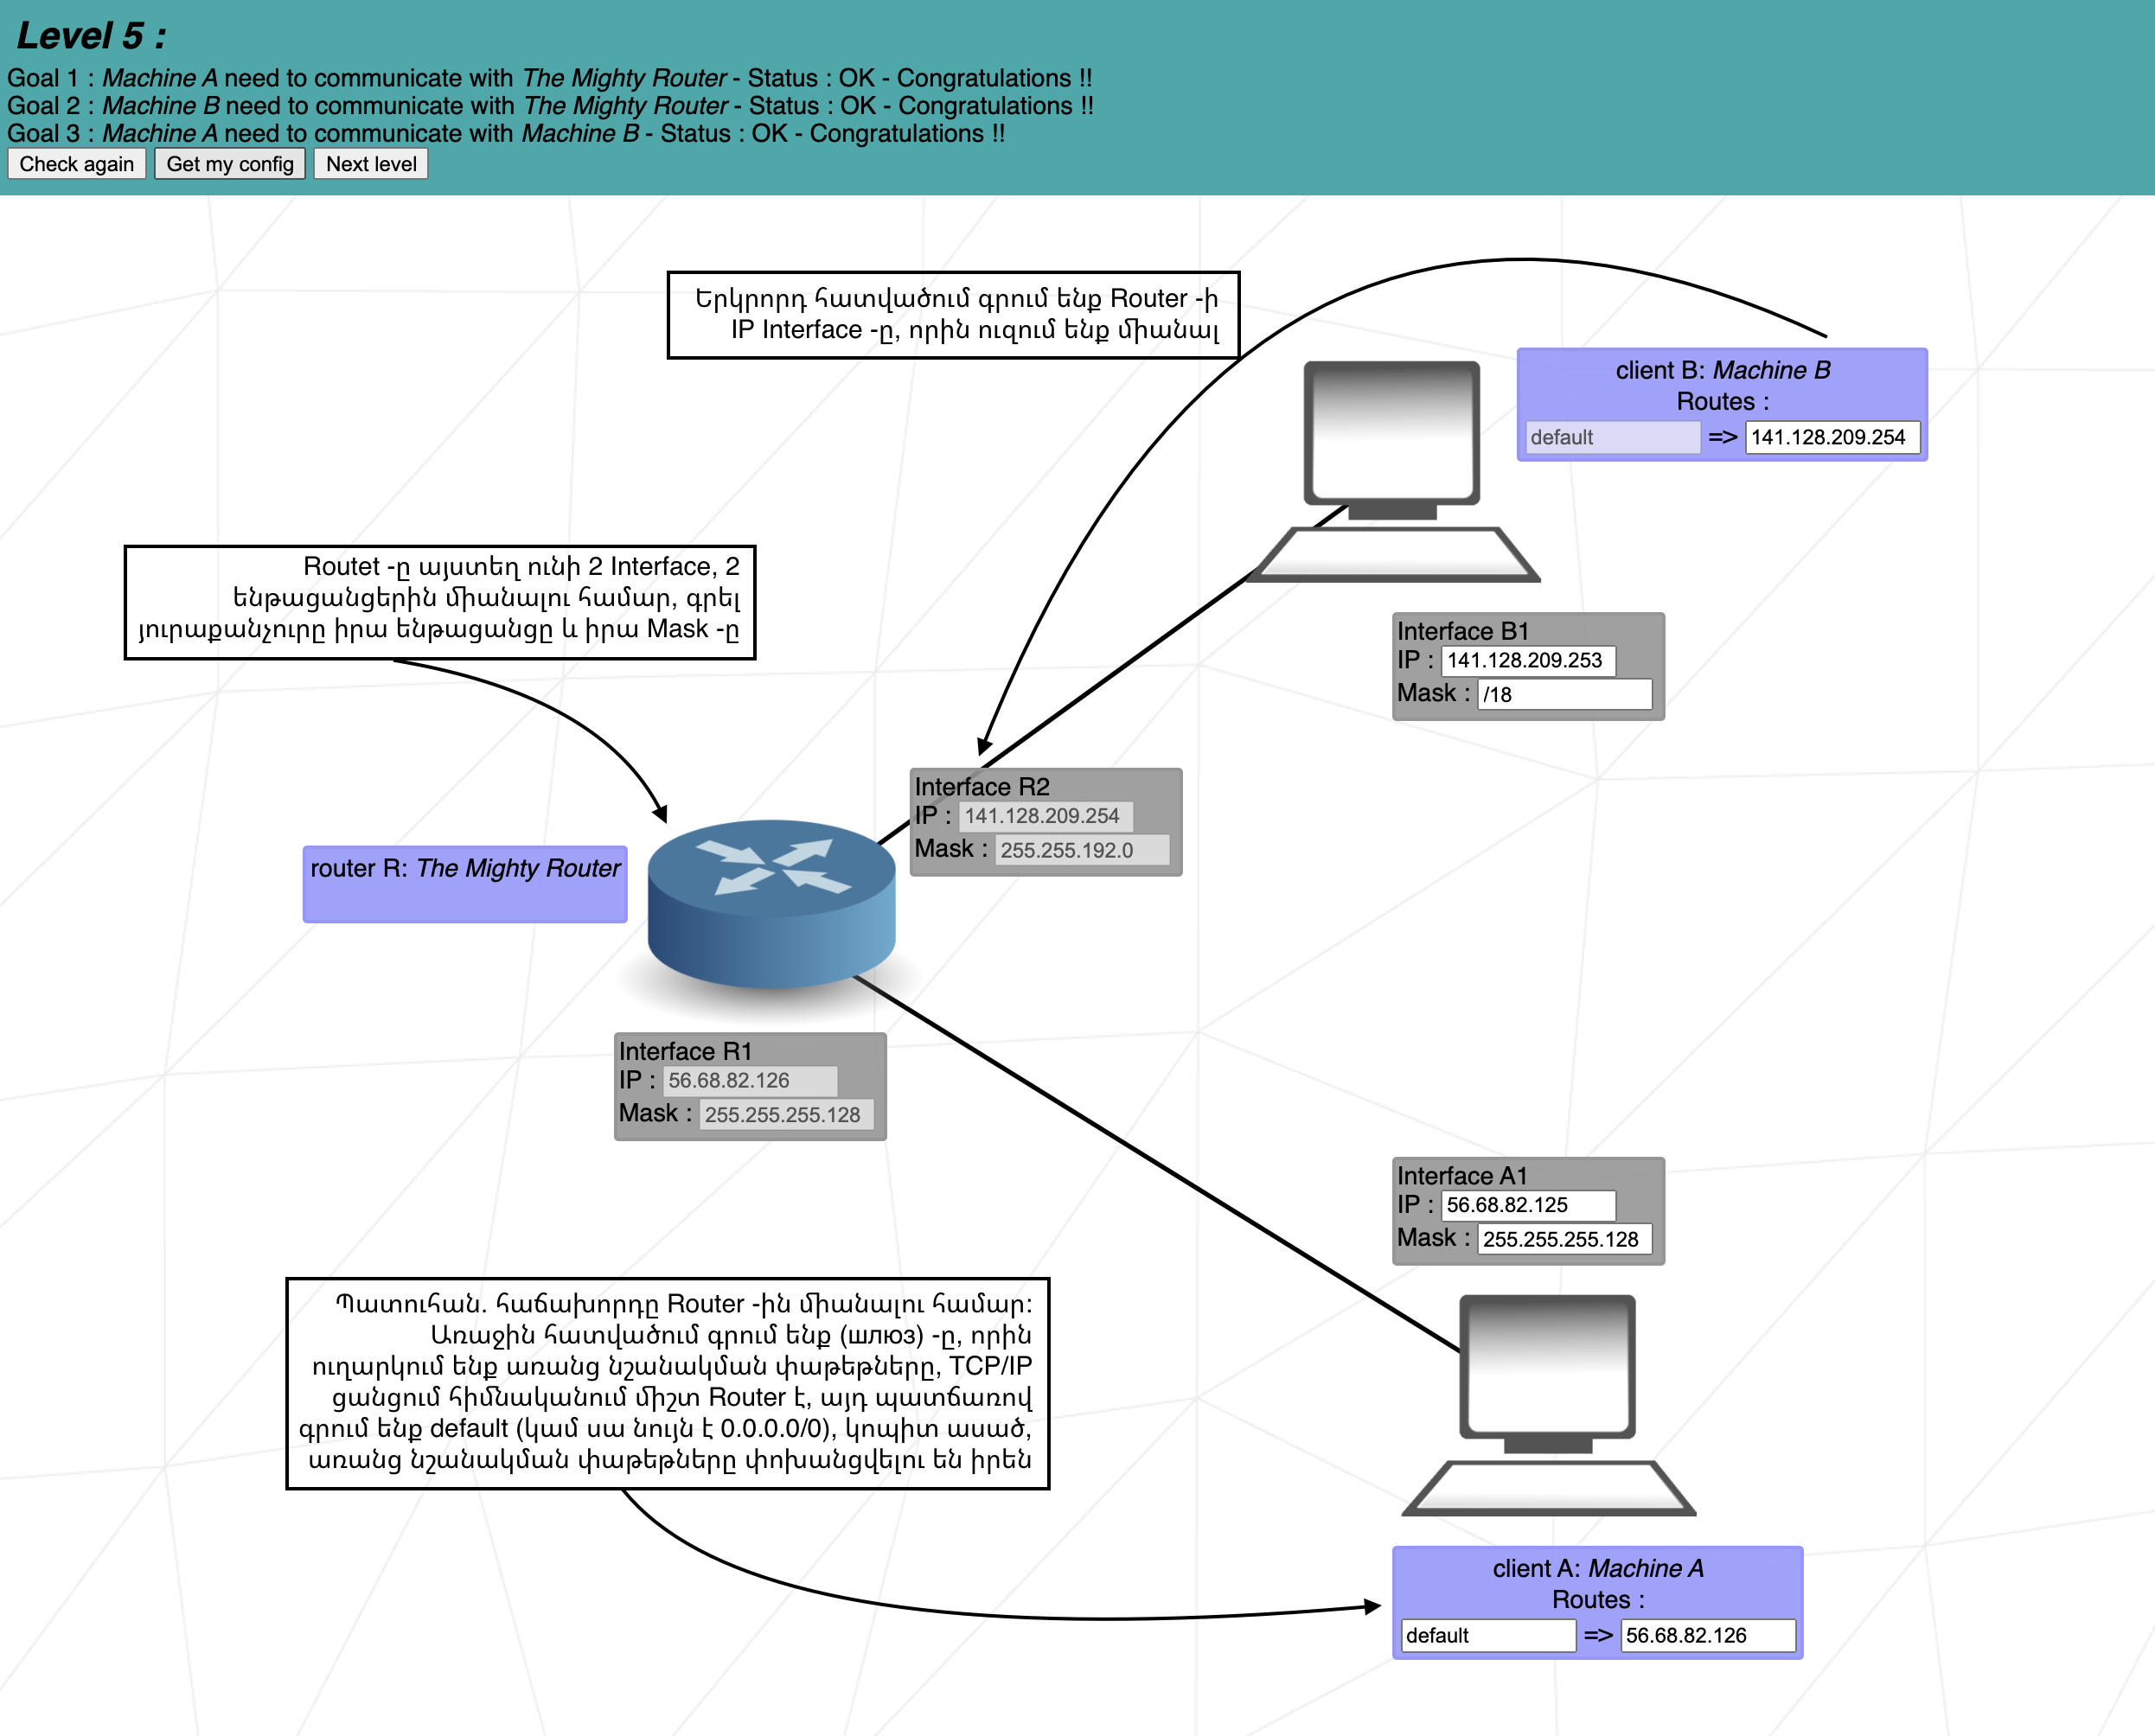 Level 5 :
Goal 1 : Machine A need to communicate with The Mighty Router - Status : OK - Congratulations !!
Goal 2 : Machine B need to communicate with The Mighty Router - Status : OK - Congratulations !!
Goal 3 : Machine A need to communicate with Machine B - Status : OK - Congratulations !!
Check again Get my config Next level
Երկրորդ հատվածում գրում ենք Router -ի
IP Interface -ը, որին ուզում ենք միանալ
client B: Machine B
Routes :
default => 141.128.209.254
Routet -ը այստեղ ունի 2 Interface, 2
ենթացանցերին միանալու համար, գրել
յուրաքանչուրը իրա ենթացանցը և իրա Mask -ը
Interface B1
IP : 141.128.209.253
Mask : /18
Interface R2
IP : 141.128.209.254
Mask : 255.255.192.0
router R: The Mighty Router
Interface R1
IP : 56.68.82.126
Mask : 255.255.255.128
Interface A1
IP : 56.68.82.125
Mask : 255.255.255.128
Պատուհան. հաճախորդը Router -ին միանալու համար:
Առաջին հատվածում գրում ենք (шлюз) -ը, որին
ուղարկում ենք առանց նշանակման փաթեթները, TCP/IP
ցանցում հիմնականում միշտ Router է, այդ պատճառով
գրում ենք default (կամ սա նույն է 0.0.0.0/0), կոպիտ ասած,
առանց նշանակման փաթեթները փոխանցվելու են իրեն
client A: Machine A
Routes :
default => 56.68.82.126